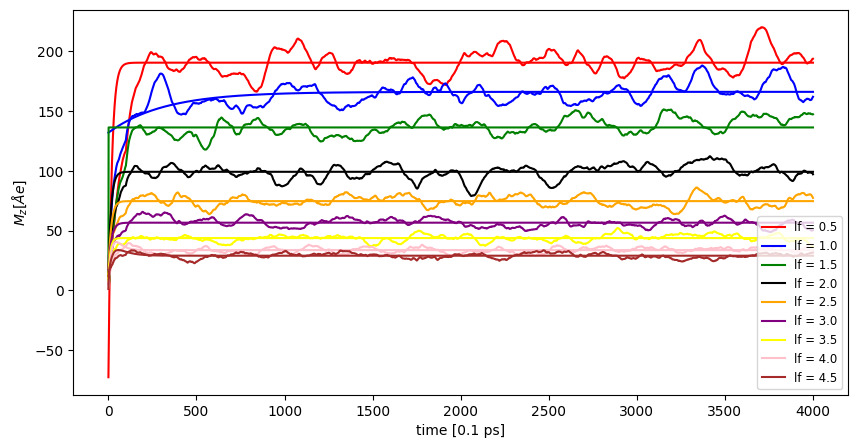 200
150
100
50
0
−50
M_z[Åe]
0 500 1000 1500 2000 2500 3000 3500 4000
time [0.1 ps]
lf = 0.5
lf = 1.0
lf = 1.5
lf = 2.0
lf = 2.5
lf = 3.0
lf = 3.5
lf = 4.0
lf = 4.5